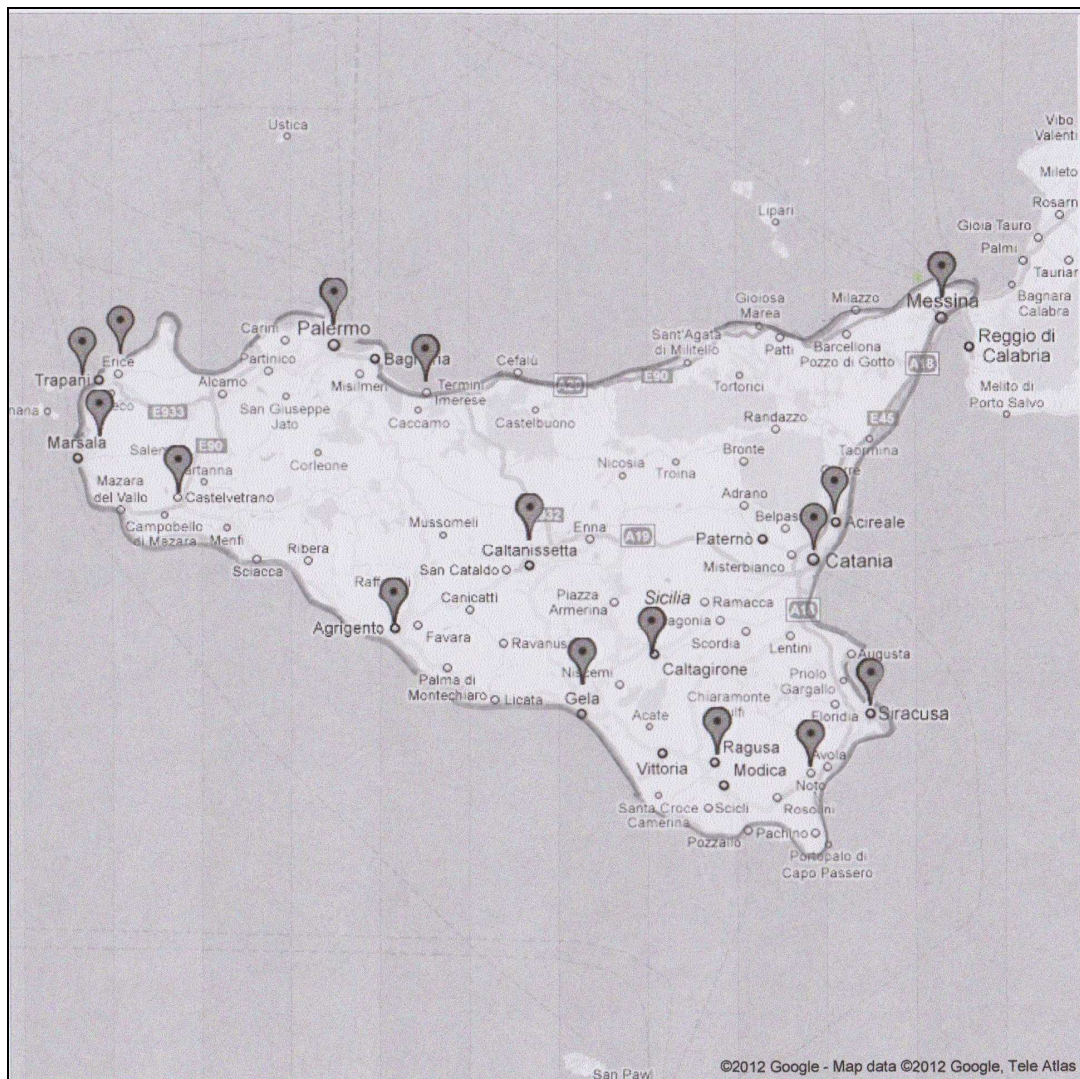 Ustica
Vibo
Valenti
Mileto
Rosarn
Lipari
Gioia Tauro
Palmi
Tauriar
Bagnara
Calabra
Gioiosa
Marea
Milazzo
Messina
Reggio di
Calabria
Carini
Palermo
Sant'Agata
di Militello
Patti
Barcellona
Pozzo di Gotto
A18
Erice
Partinico
Cefalù
Trapani
Alcamo
Misilmeri
Termini
Imerese
A20
E90
Tortorici
Melito di
Porto Salvo
nana
E933
San Giuseppe
Jato
Caccamo
Castelbuono
Randazzo
E45
Marsala
E90
Corleone
Nicosia
Troina
Bronte
Taormina
Mazara
del Vallo
Castelvetrano
Adrano
Campobello
di Mazara
Menfi
Mussomeli
Enna
A19
Paternò
Acireale
Sciacca
Ribera
Caltanissetta
San Cataldo
Misterbianco
Catania
Canicatti
Piazza
Armerina
Sicilia
Ramacca
Agrigento
Favara
Ravanus
Scordia
Lentini
Caltagirone
Augusta
Palma di
Montechiaro
Licata
Gela
Priolo
Gargallo
Chiaramonte
Acate
Floridia
Siracusa
Vittoria
Ragusa
Modica
Avola
Noto
Santa Croce
Camerina
Scicli
Pozzallo
Pachino
Portopalo di
Capo Passero
San Pawl
©2012 Google - Map data ©2012 Google, Tele Atlas